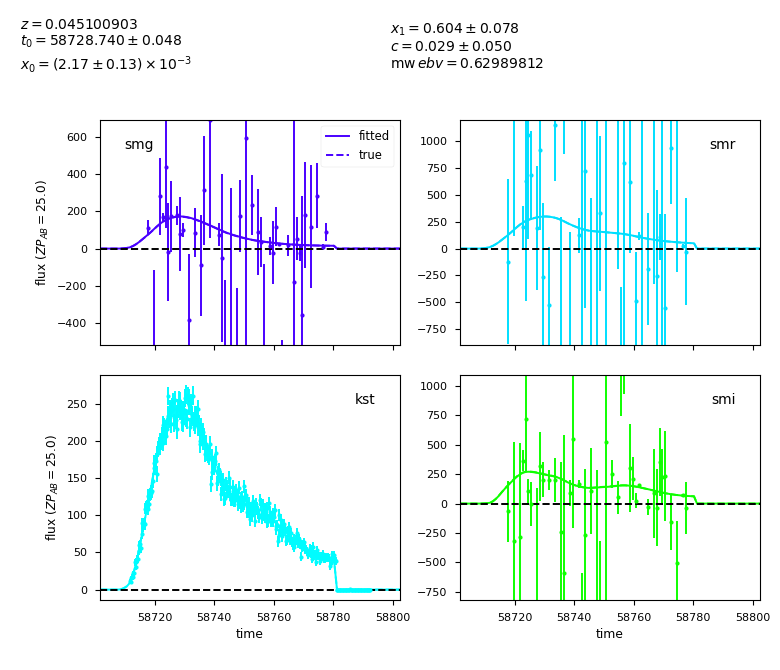 z = 0.045100903
t₀ = 58728.740 ± 0.048
x₀ = (2.17 ± 0.13) × 10⁻³
x₁ = 0.604 ± 0.078
c = 0.029 ± 0.050
mw ebv = 0.62989812
smg
fitted
true
600
400
200
0
−200
−400
flux (ZP_AB = 25.0)
smr
1000
750
500
250
0
−250
−500
−750
kst
250
200
150
100
50
0
flux (ZP_AB = 25.0)
58720 58740 58760 58780 58800
time
smi
1000
750
500
250
0
−250
−500
−750
58720 58740 58760 58780 58800
time